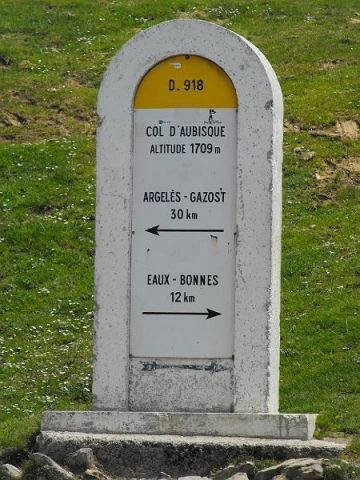 D. 918
COL D'AUBISQUE
ALTITUDE 1709 m
ARGELÈS - GAZOST
30 km
EAUX - BONNES
12 km